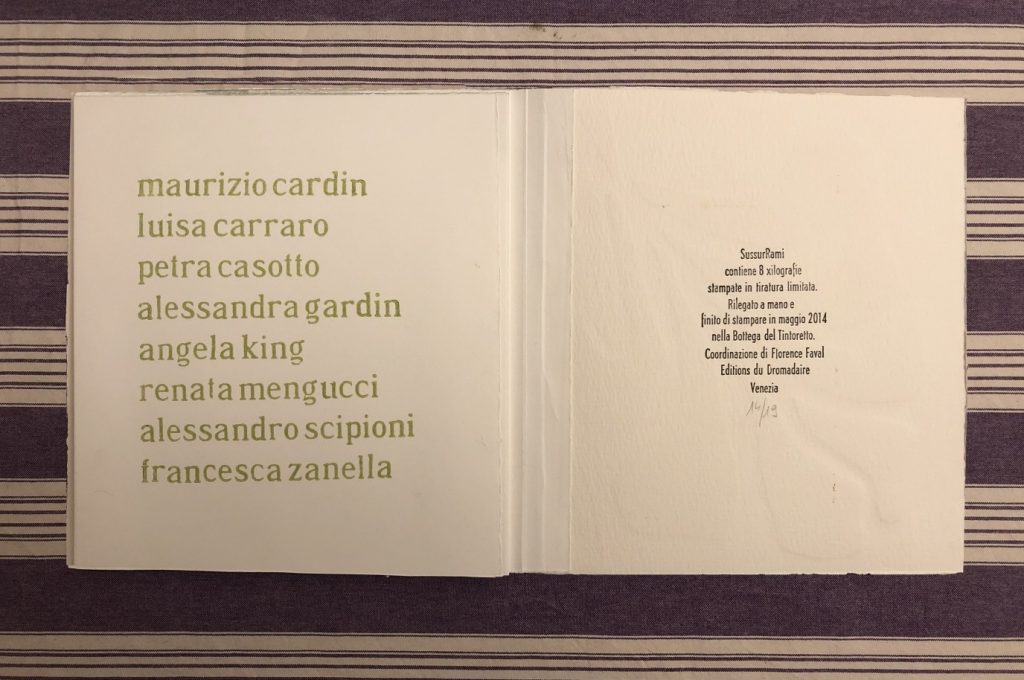 maurizio cardin
luisa carraro
petra casotto
alessandra gardin
angela king
renata mengucci
alessandro scipioni
francesca zanella
SussurRami
contiene 8 xilografie
stampate in tiratura limitata.
Rilegato a mano e
finito di stampare in maggio 2014
nella Bottega del Tintoretto.
Coordinazione di Florence Faval
Editions du Dromadaire
Venezia
14/19